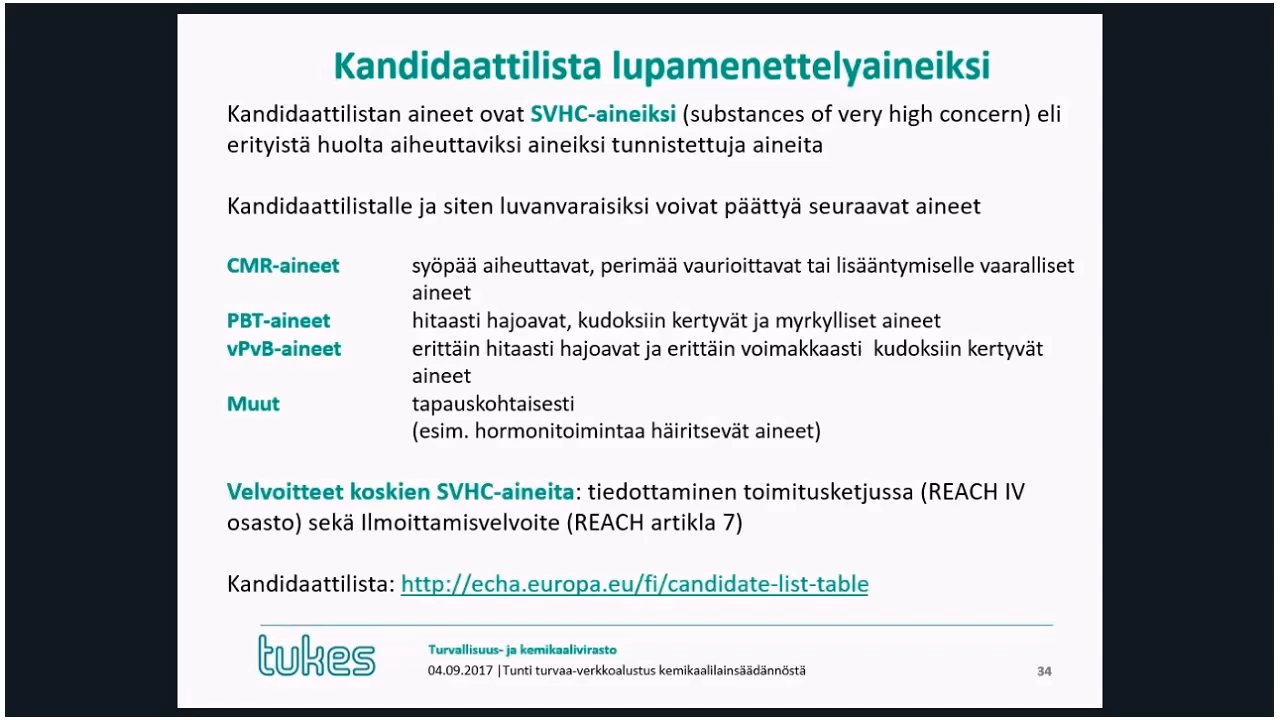 Kandidaattilista lupamenettelyaineiksi
Kandidaattilistan aineet ovat SVHC-aineiksi (substances of very high concern) eli
erityistä huolta aiheuttaviksi aineiksi tunnistettuja aineita
Kandidaattilistalle ja siten luvanvaraisiksi voivat päättyä seuraavat aineet
CMR-aineet syöpää aiheuttavat, perimää vaurioittavat tai lisääntymiselle vaaralliset
aineet
PBT-aineet hitaasti hajoavat, kudoksiin kertyvät ja myrkylliset aineet
vPvB-aineet erittäin hitaasti hajoavat ja erittäin voimakkaasti kudoksiin kertyvät
aineet
Muut tapauskohtaisesti
(esim. hormonitoimintaa häiritsevät aineet)
Velvoitteet koskien SVHC-aineita: tiedottaminen toimitusketjussa (REACH IV
osasto) sekä Ilmoittamisvelvoite (REACH artikla 7)
Kandidaattilista: http://echa.europa.eu/fi/candidate-list-table
tukes
Turvallisuus- ja kemikaalivirasto
04.09.2017 |Tunti turvaa-verkkoalustus kemikaalilainsäädännöstä
34